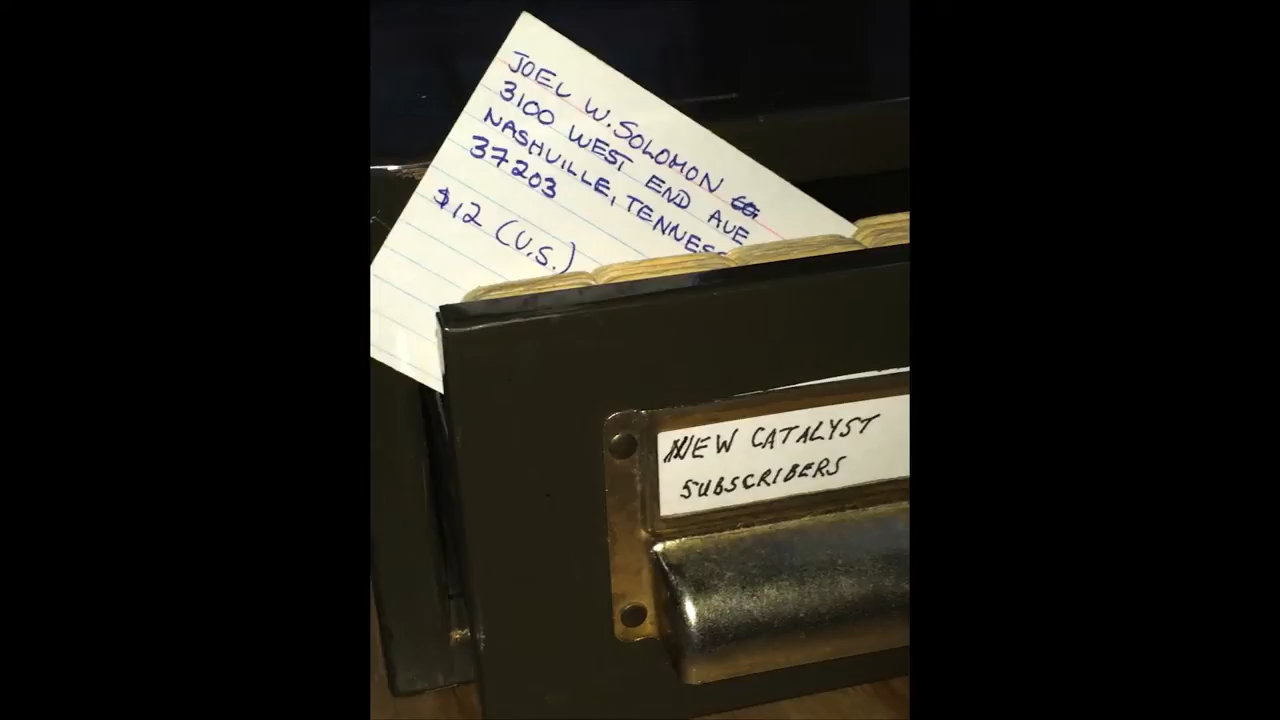 JOEL W. SOLOMON
3100 WEST END AVE
NASHVILLE, TENNESS
37203
$12 (U.S.)
NEW CATALYST
SUBSCRIBERS